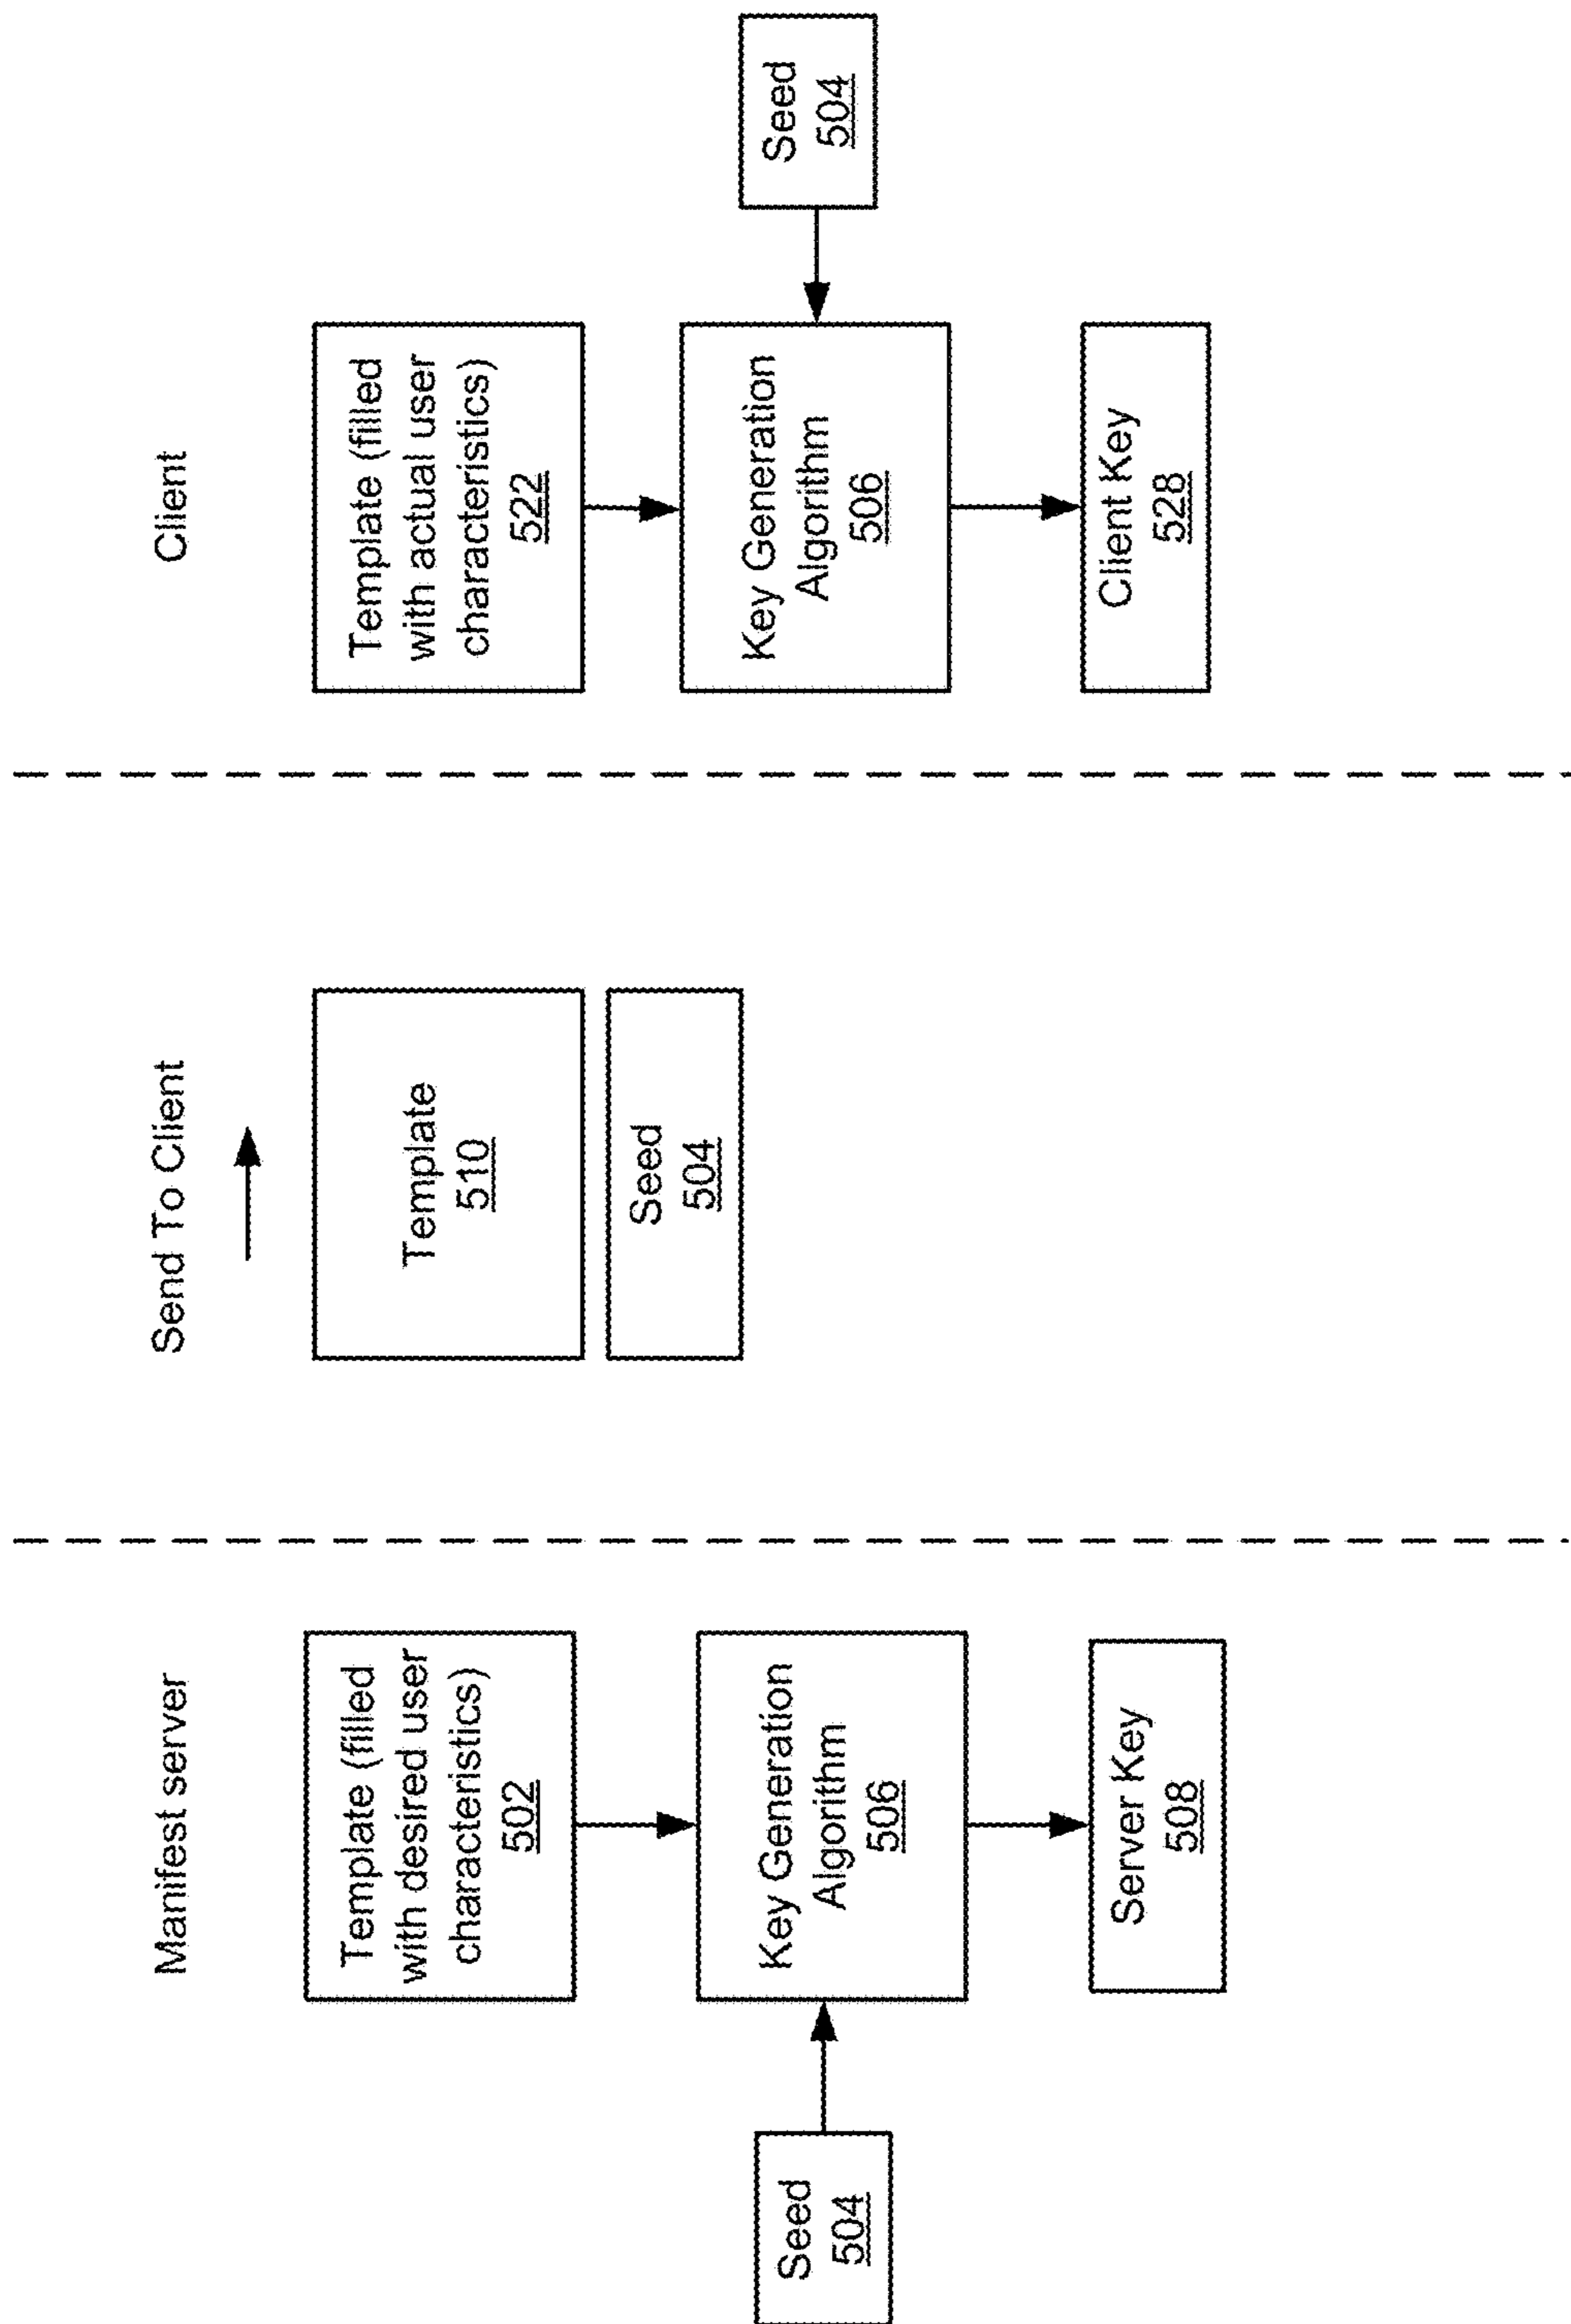 Manifest server
Template (filled
with desired user
characteristics)
502
Seed
504
Key Generation
Algorithm
506
Server Key
508
Send To Client
Template
510
Seed
504
Client
Template (filled
with actual user
characteristics)
522
Key Generation
Algorithm
506
Seed
504
Client Key
528